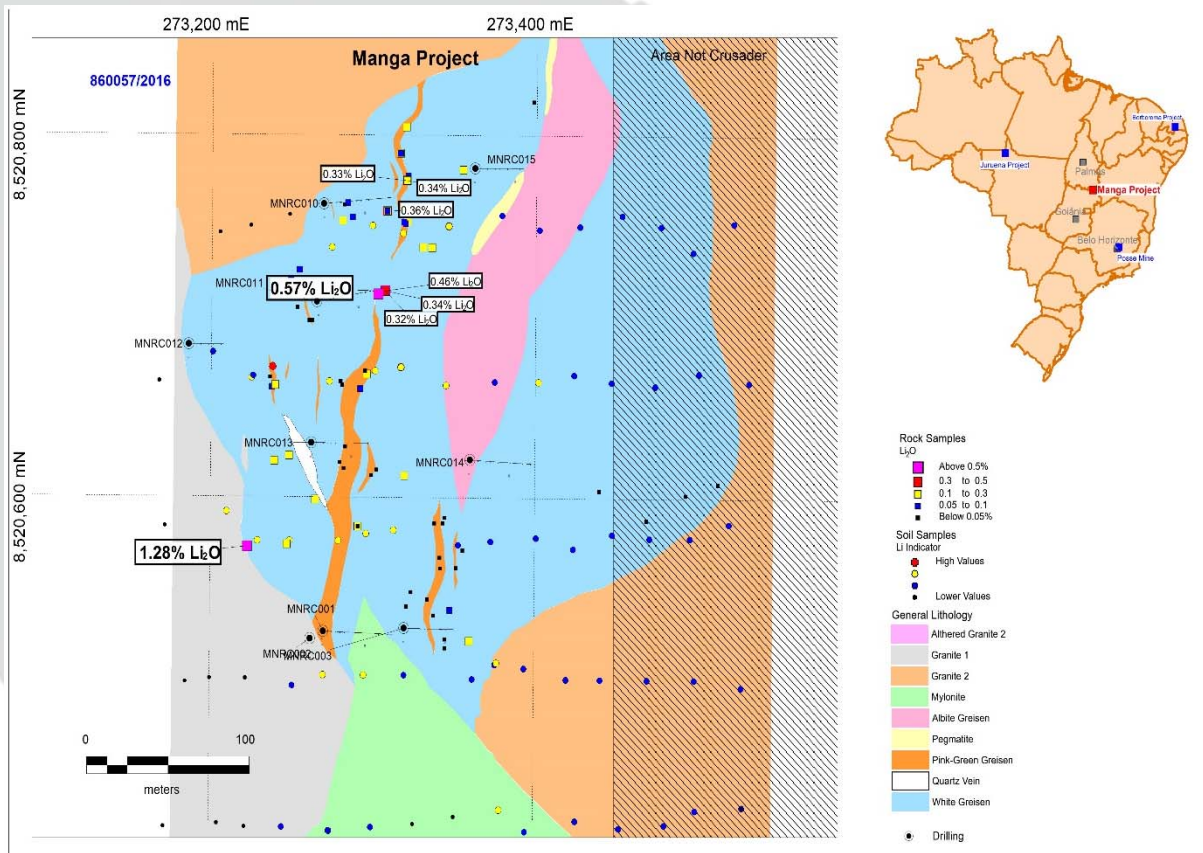 273,200 mE
273,400 mE
Manga Project
Area Not Crusader
860057/2016
8,520,800 mN
8,520,600 mN
MNRC015
0.33% Li₂O
0.34% Li₂O
MNRC010
0.36% Li₂O
MNRC011
0.57% Li₂O
0.46% Li₂O
0.34% Li₂O
0.32% Li₂O
MNRC012
MNRC013
MNRC014
1.28% Li₂O
MNRC001
MNRC002
MNRC003
0
100
meters
Borborema Project
Juruena Project
Palmas
Manga Project
Goiânia
Belo Horizonte
Posse Mine
Rock Samples
Li₂O
Above 0.5%
0.3 to 0.5
0.1 to 0.3
0.05 to 0.1
Below 0.05%
Soil Samples
Li Indicator
High Values
Lower Values
General Lithology
Althered Granite 2
Granite 1
Granite 2
Mylonite
Albite Greisen
Pegmatite
Pink-Green Greisen
Quartz Vein
White Greisen
Drilling